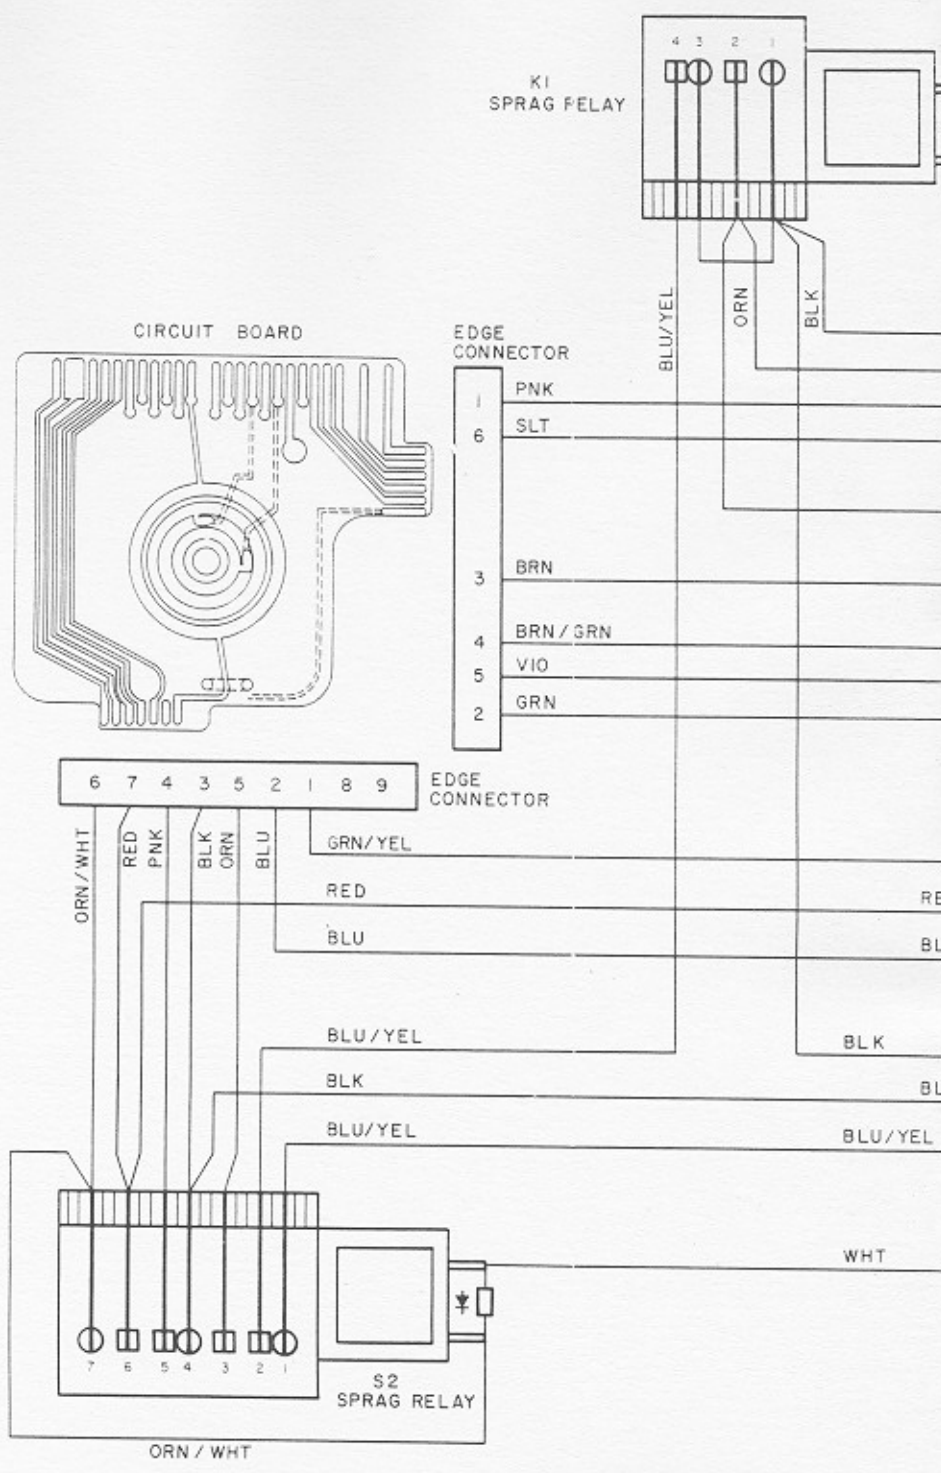 4 3 2 1
K1
SPRAG RELAY
BLU/YEL
ORN
BLK
CIRCUIT BOARD
EDGE
CONNECTOR
1 PNK
6 SLT
3 BRN
4 BRN/GRN
5 VIO
2 GRN
6 7 4 3 5 2 1 8 9
EDGE
CONNECTOR
ORN/WHT
RED
PNK
BLK
ORN
BLU
GRN/YEL
RED
RE
BLU
BL
BLU/YEL
BLK
BLK
BL
BLU/YEL
BLU/YEL
WHT
7 6 5 4 3 2 1
S2
SPRAG RELAY
ORN/WHT